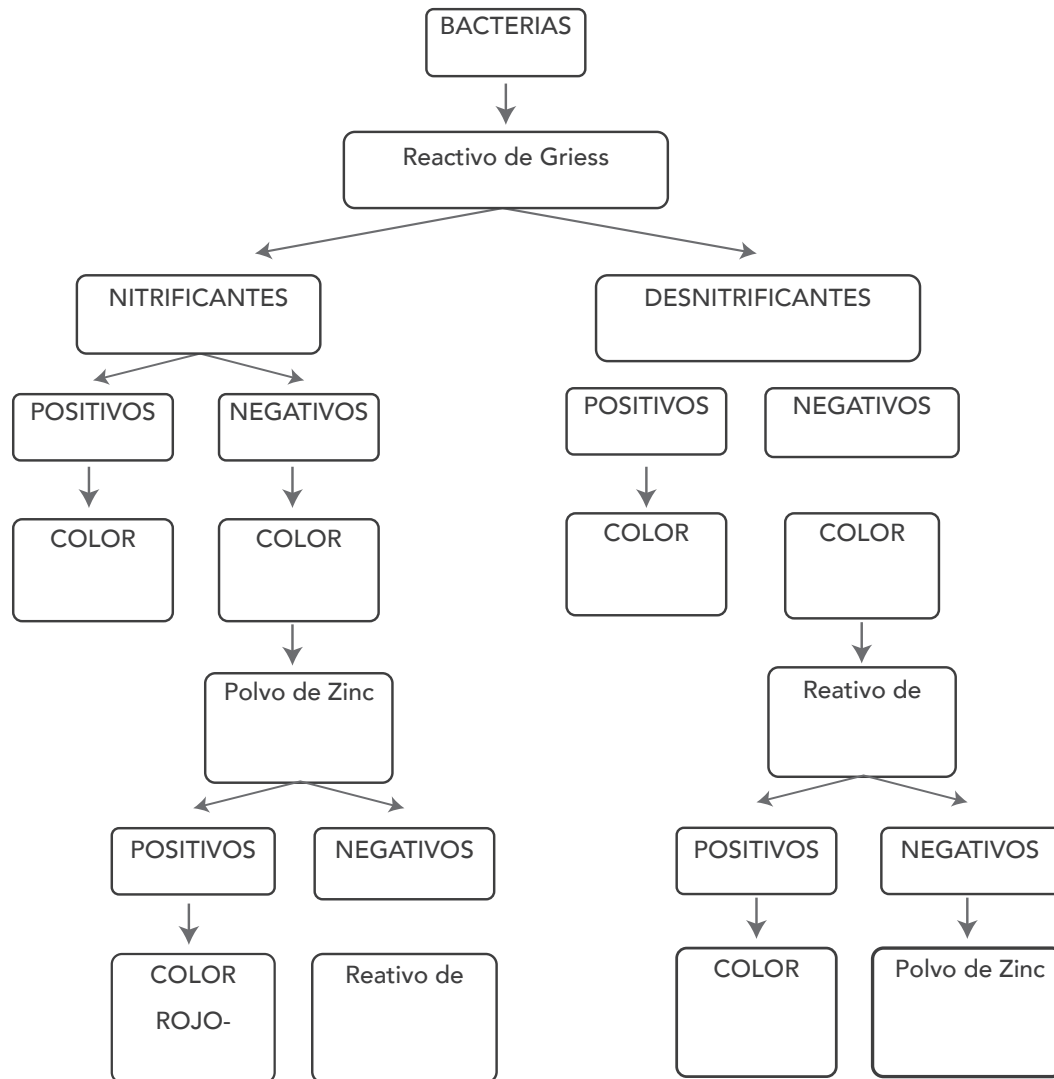 BACTERIAS
Reactivo de Griess
NITRIFICANTES
DESNITRIFICANTES
POSITIVOS
NEGATIVOS
POSITIVOS
NEGATIVOS
COLOR
COLOR
COLOR
COLOR
Polvo de Zinc
Reativo de
POSITIVOS
NEGATIVOS
POSITIVOS
NEGATIVOS
COLOR
ROJO-
Reativo de
COLOR
Polvo de Zinc